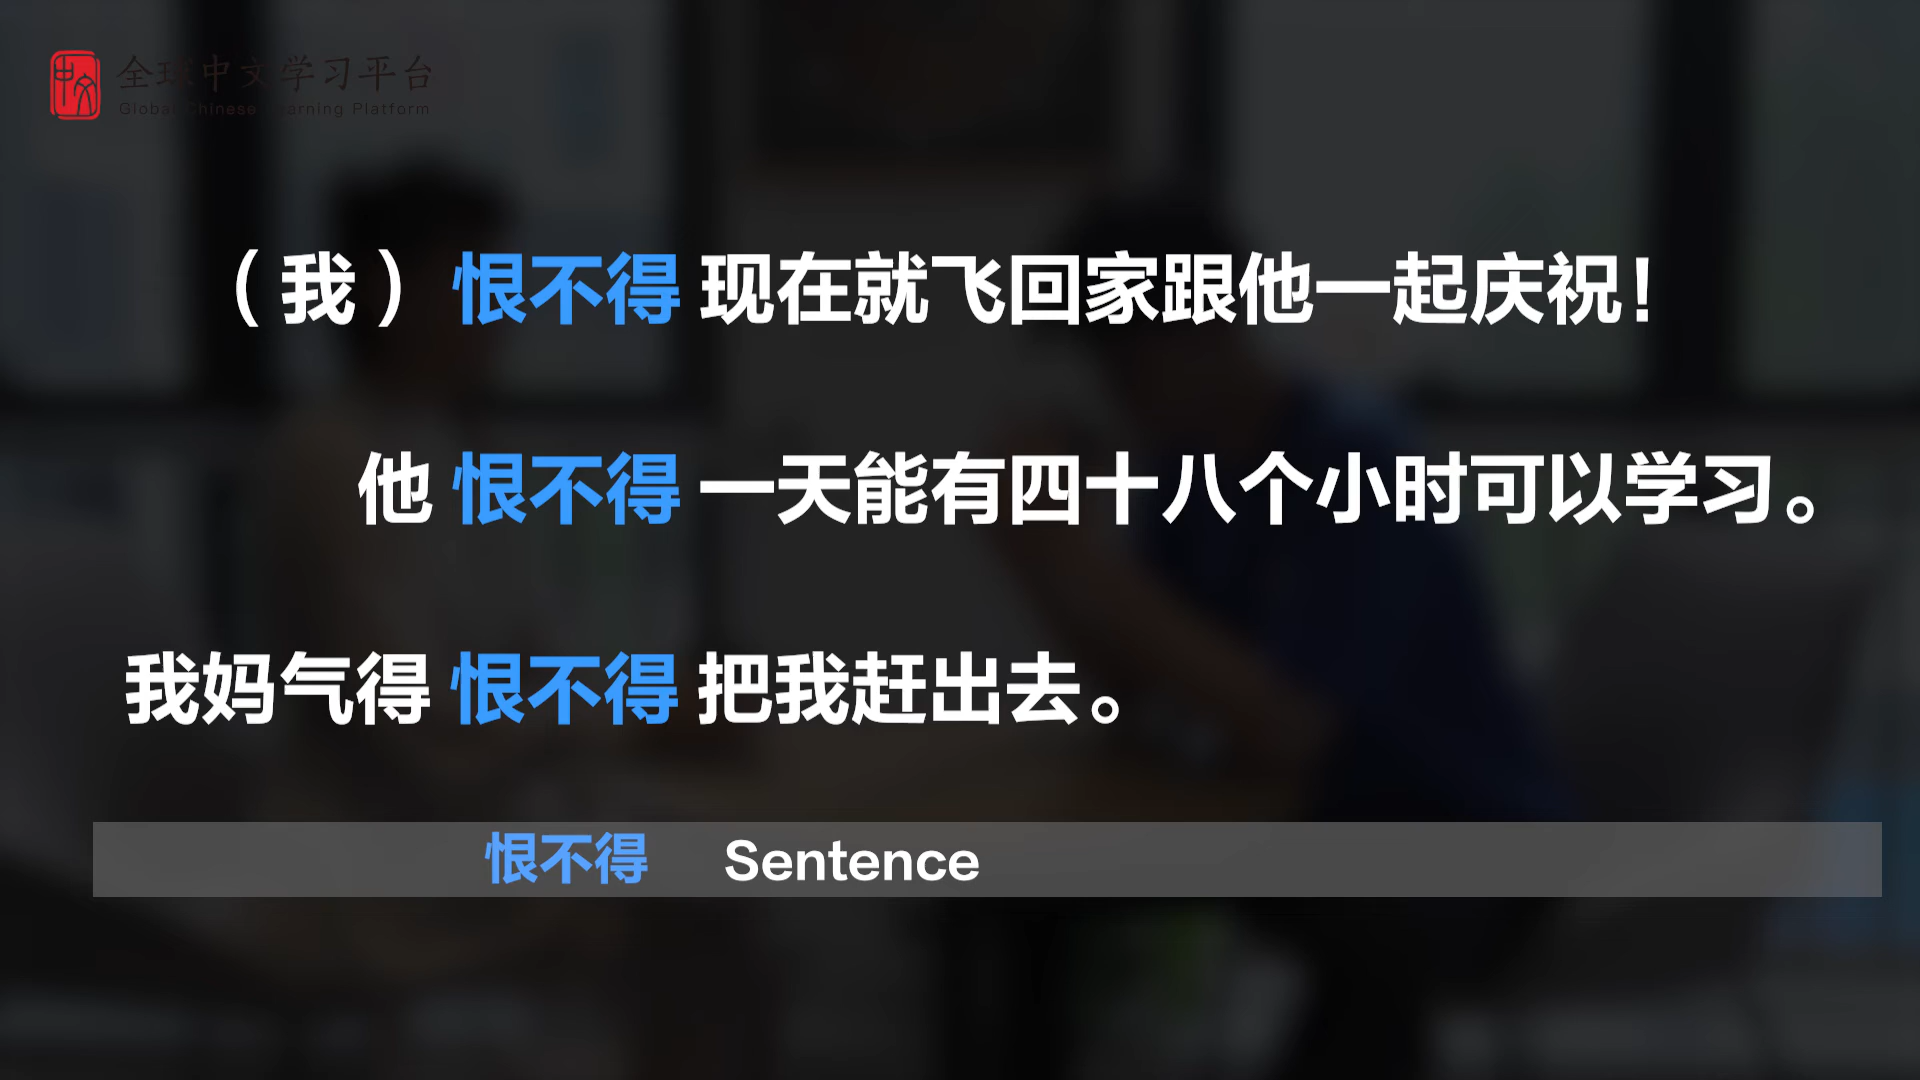 中文
全球中文学习平台
Global Chinese Learning Platform
（我）恨不得现在就飞回家跟他一起庆祝！
他恨不得一天能有四十八个小时可以学习。
我妈气得恨不得把我赶出去。
恨不得 Sentence